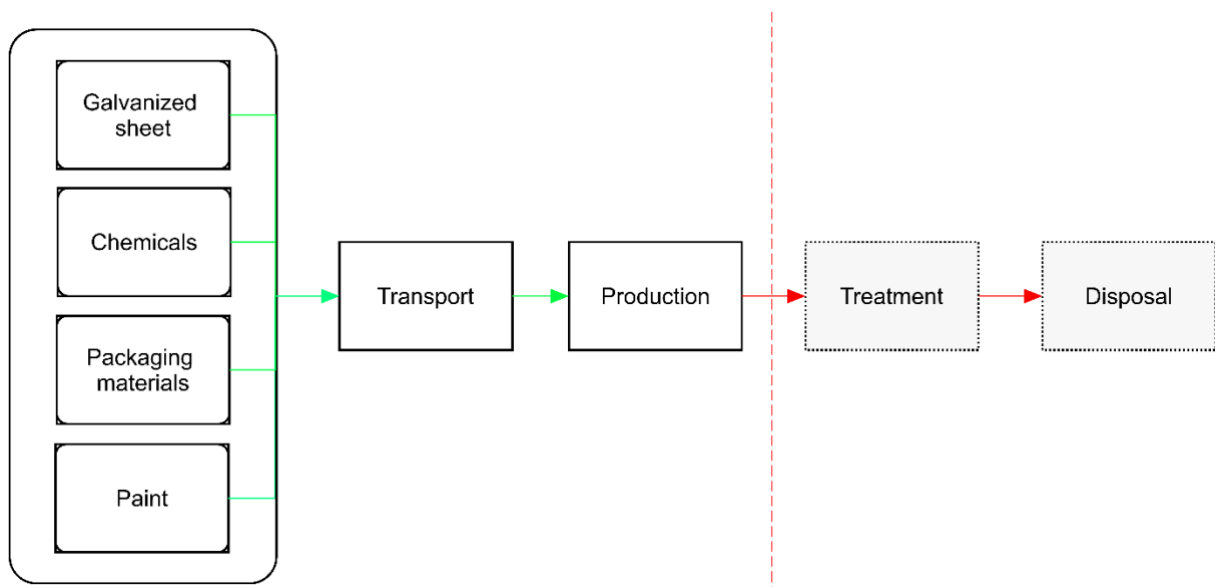 Galvanized
sheet
Chemicals
Packaging
materials
Paint
Transport
Production
Treatment
Disposal